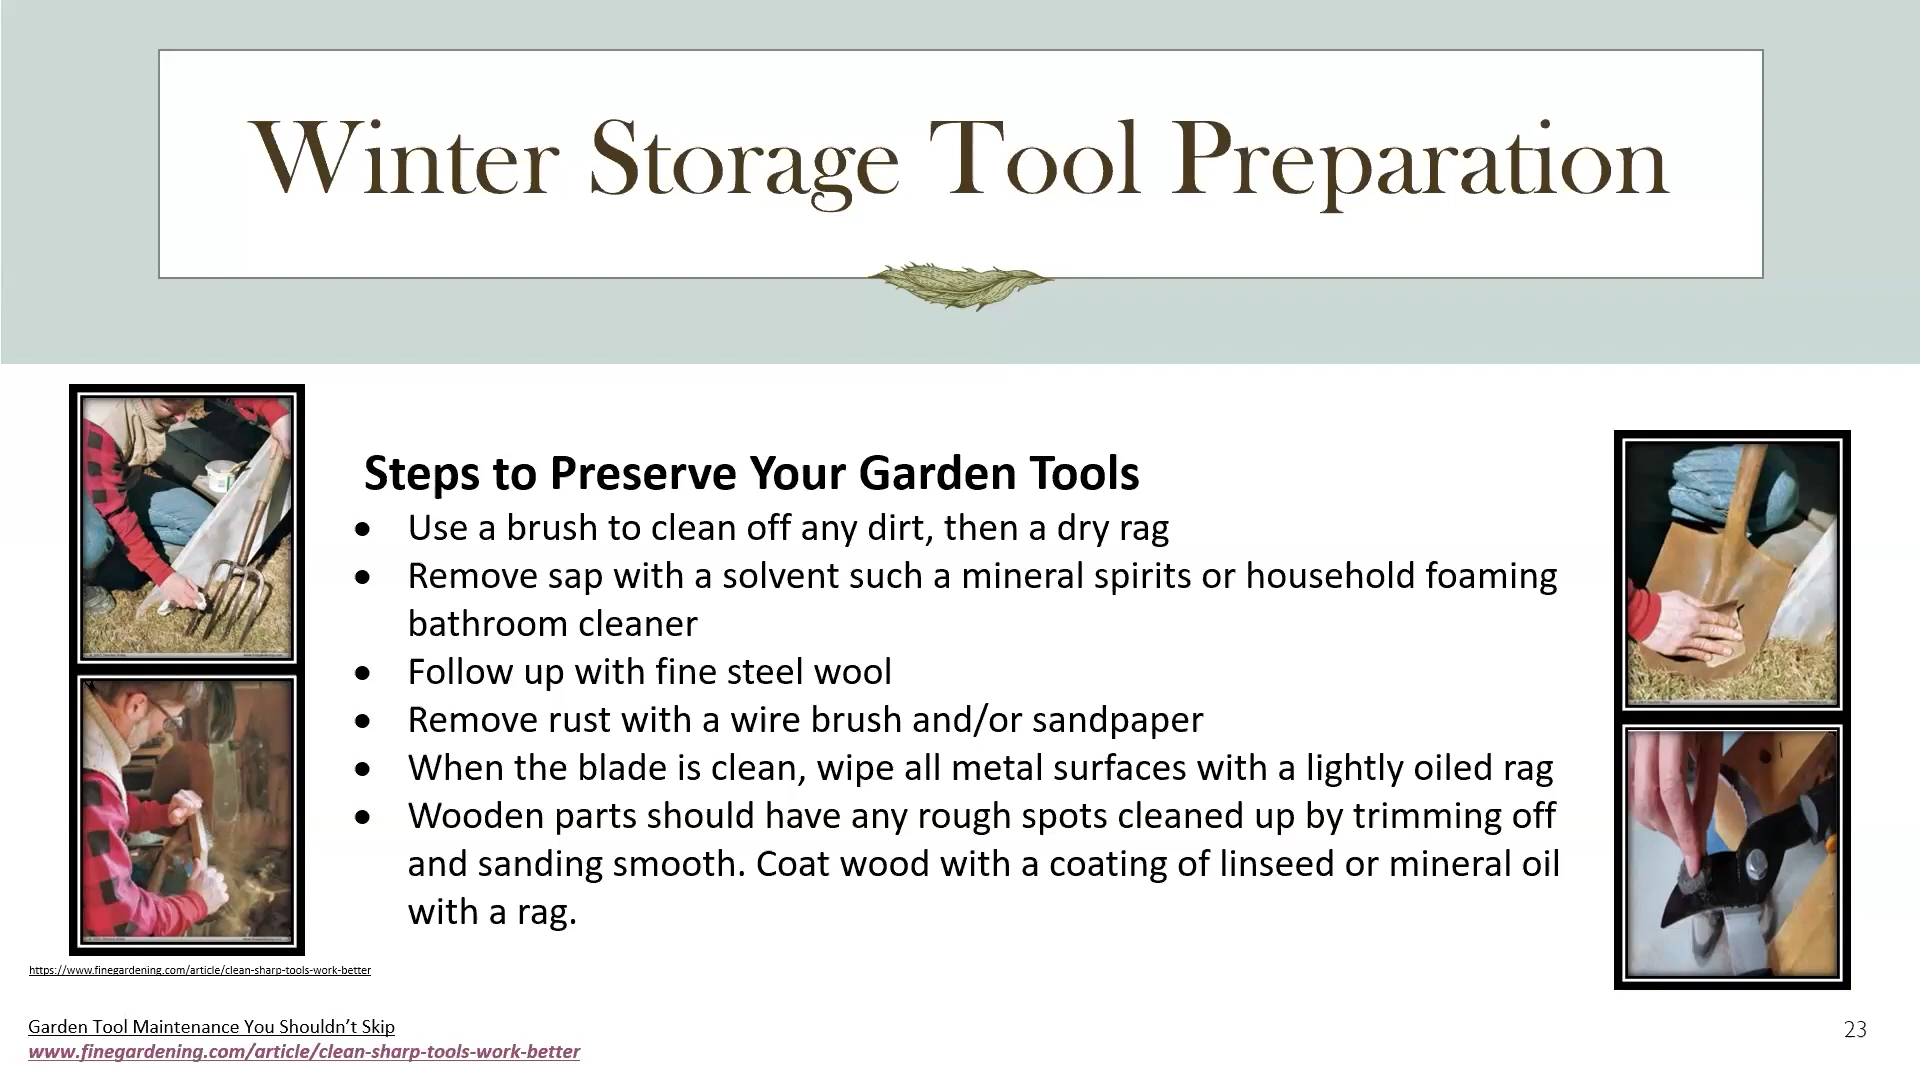 Winter Storage Tool Preparation
Steps to Preserve Your Garden Tools
• Use a brush to clean off any dirt, then a dry rag
• Remove sap with a solvent such a mineral spirits or household foaming
bathroom cleaner
• Follow up with fine steel wool
• Remove rust with a wire brush and/or sandpaper
• When the blade is clean, wipe all metal surfaces with a lightly oiled rag
• Wooden parts should have any rough spots cleaned up by trimming off
and sanding smooth. Coat wood with a coating of linseed or mineral oil
with a rag.
https://www.finegardening.com/article/clean-sharp-tools-work-better
Garden Tool Maintenance You Shouldn’t Skip
www.finegardening.com/article/clean-sharp-tools-work-better
23